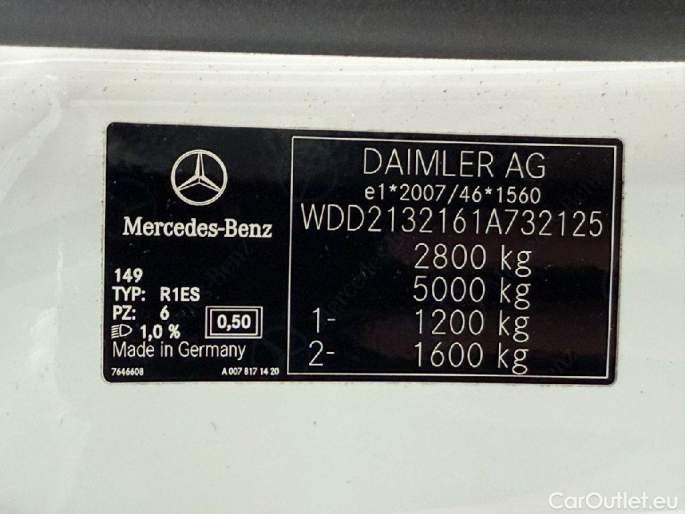 Mercedes-Benz
149
TYP: R1ES
PZ: 6
1,0 % 0,50
Made in Germany
7646608 A 007 817 14 20
DAIMLER AG
e1*2007/46*1560
WDD2132161A732125
2800 kg
5000 kg
1- 1200 kg
2- 1600 kg
CarOutlet.eu